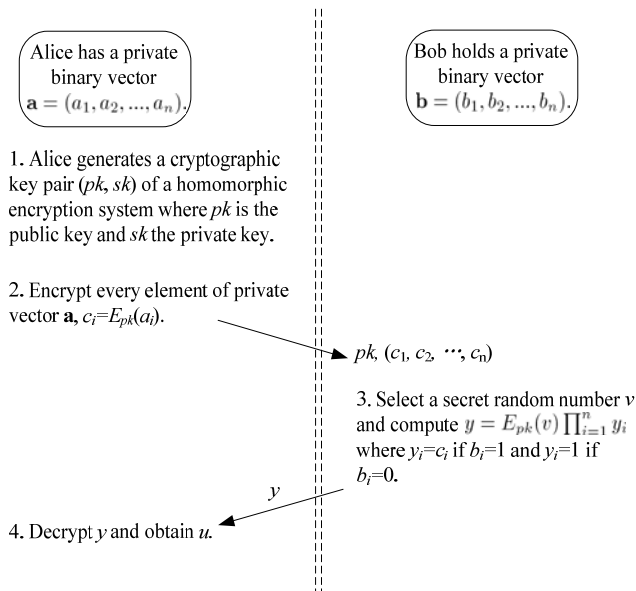 Alice has a private
binary vector
a = (a₁, a₂, ..., aₙ).
Bob holds a private
binary vector
b = (b₁, b₂, ..., bₙ).
1. Alice generates a cryptographic
key pair (pk, sk) of a homomorphic
encryption system where pk is the
public key and sk the private key.
2. Encrypt every element of private
vector a, cᵢ=Eₚₖ(aᵢ).
pk, (c₁, c₂, ···, cₙ)
3. Select a secret random number v
and compute y = Eₚₖ(v) ∏ⁿᵢ₌₁ yᵢ
where yᵢ=cᵢ if bᵢ=1 and yᵢ=1 if
bᵢ=0.
y
4. Decrypt y and obtain u.